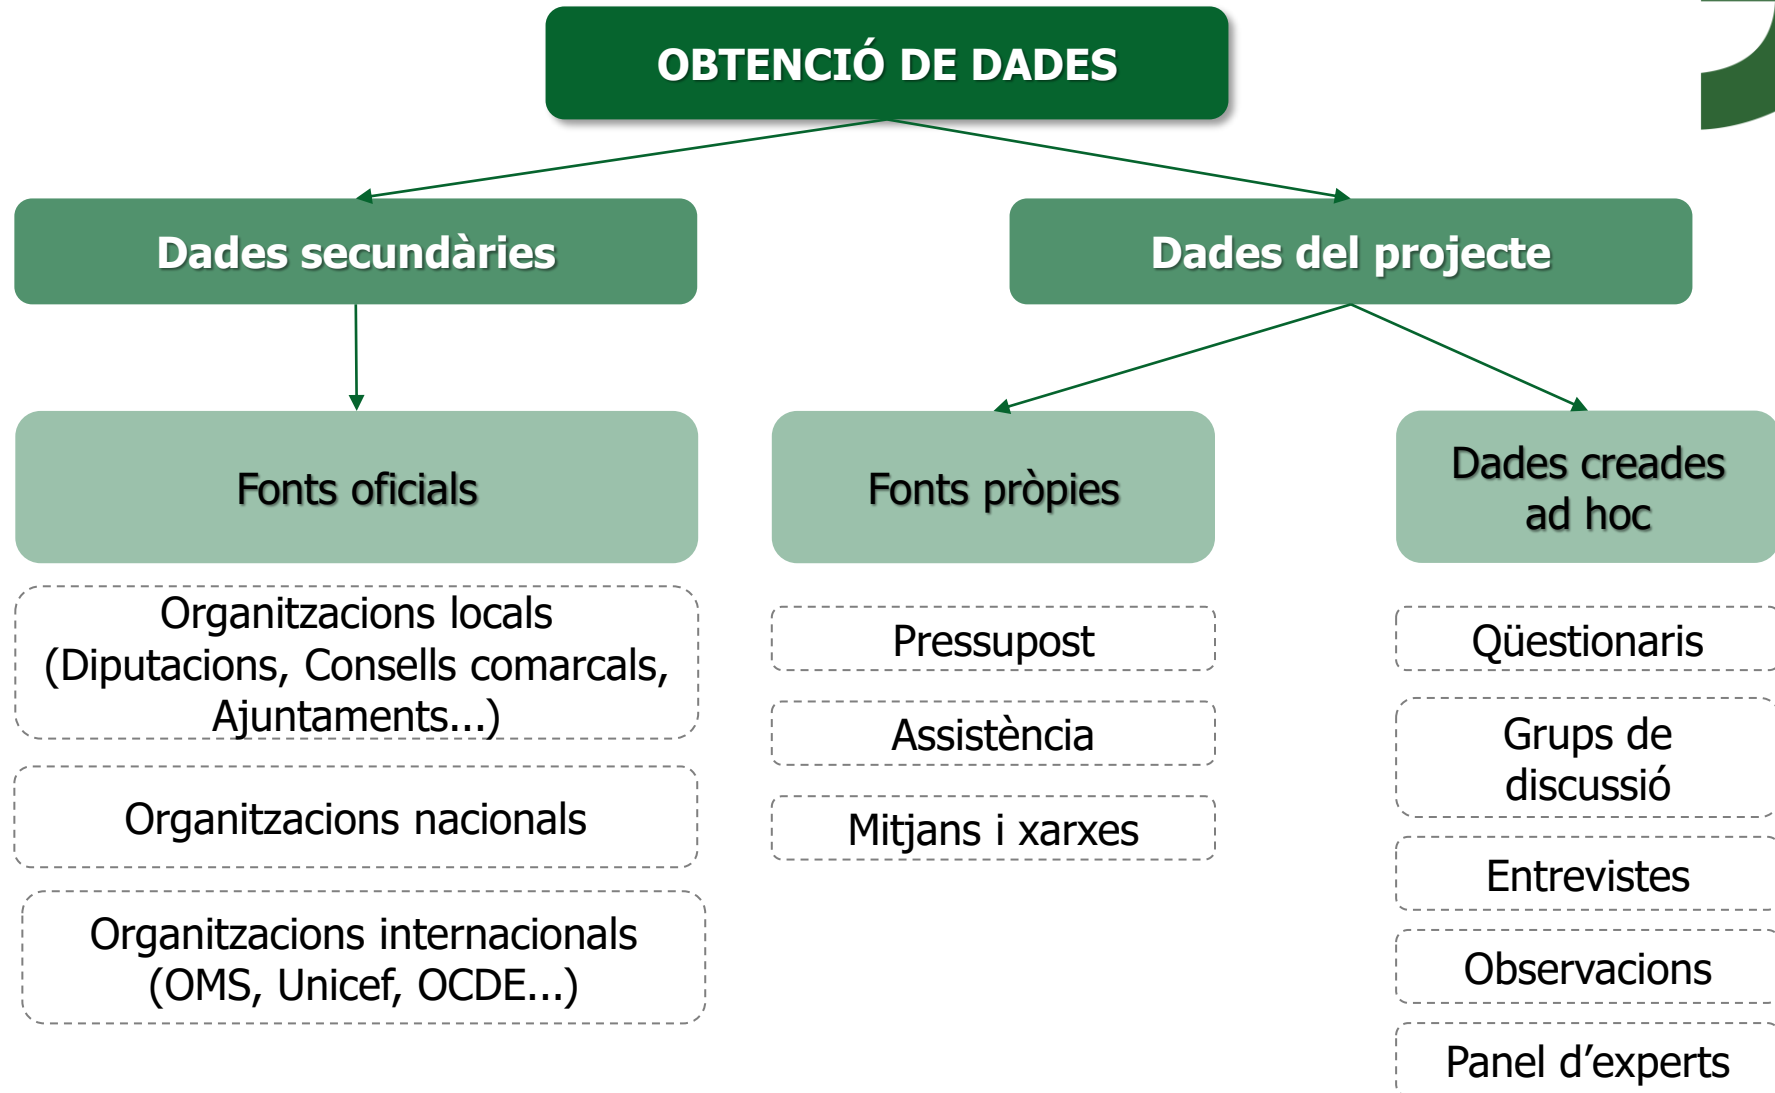 OBTENCIÓ DE DADES
Dades secundàries
Dades del projecte
Fonts oficials
Fonts pròpies
Dades creades
ad hoc
Organitzacions locals
(Diputacions, Consells comarcals,
Ajuntaments...)
Organitzacions nacionals
Organitzacions internacionals
(OMS, Unicef, OCDE...)
Pressupost
Assistència
Mitjans i xarxes
Qüestionaris
Grups de
discussió
Entrevistes
Observacions
Panel d’experts